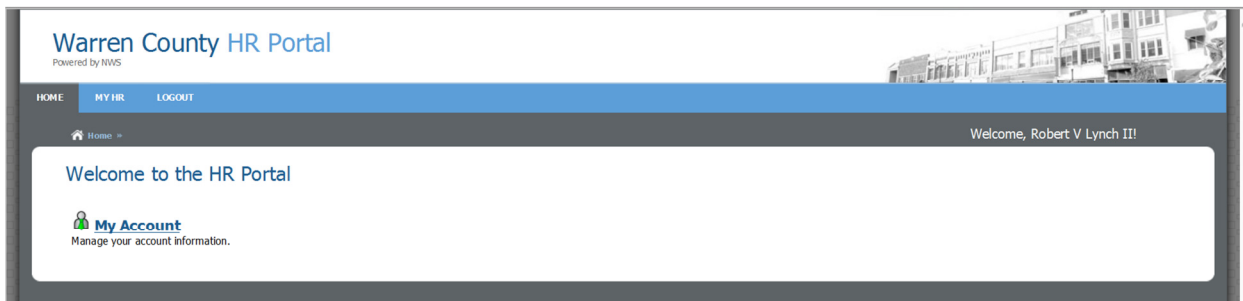 Warren County HR Portal
Powered by NWS
HOME MY HR LOGOUT
Home » Welcome, Robert V Lynch II!
Welcome to the HR Portal
My Account
Manage your account information.